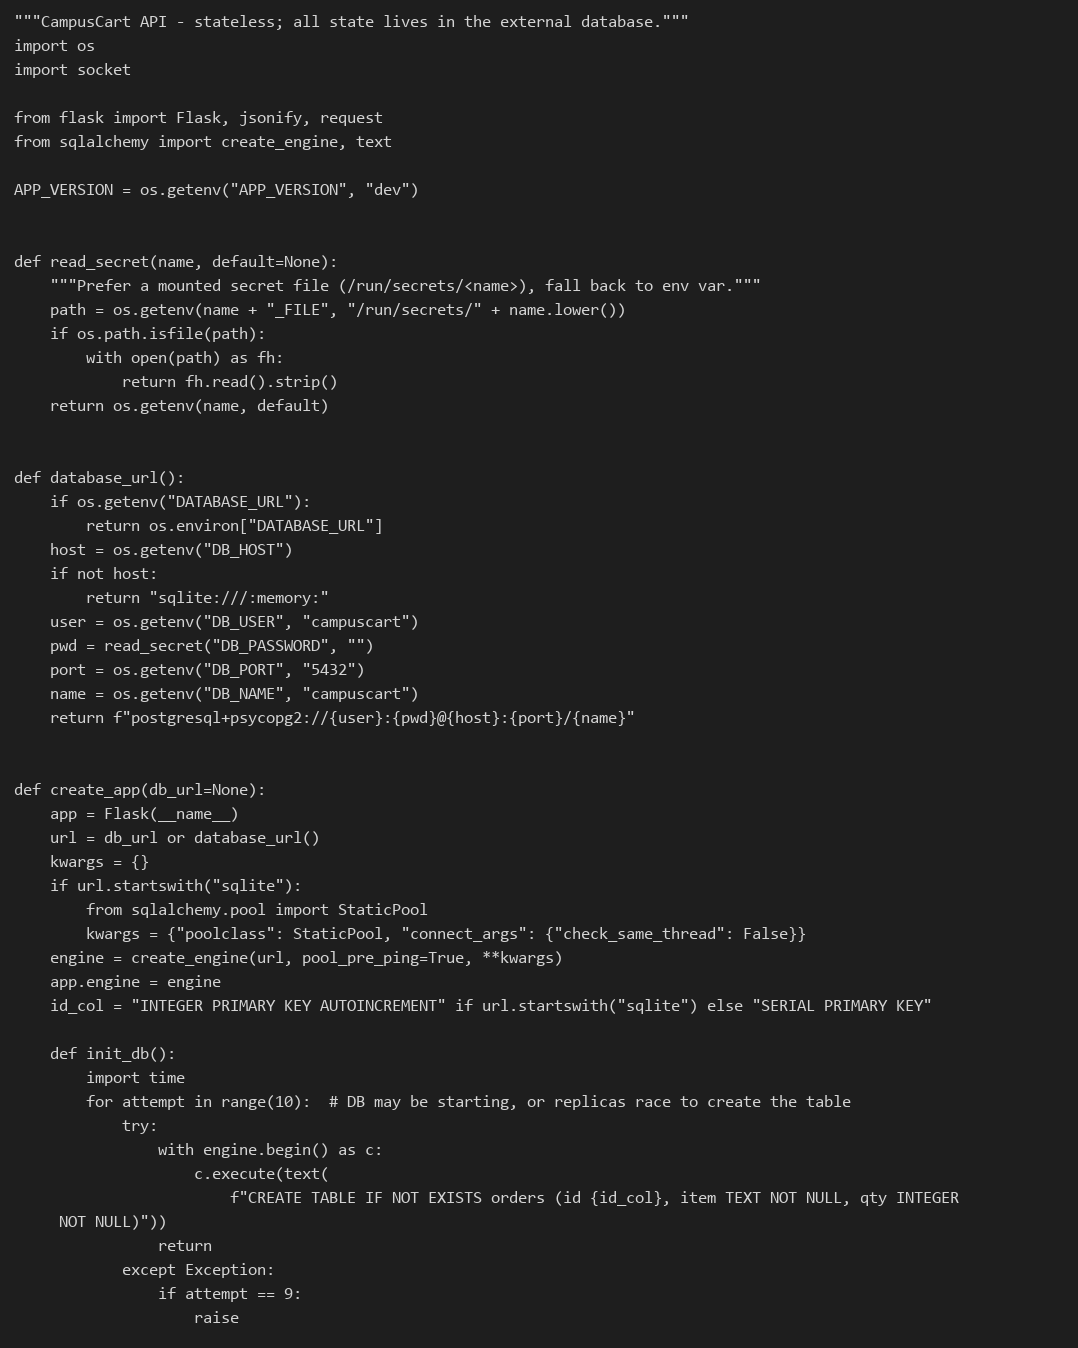 """CampusCart API - stateless; all state lives in the external database."""
import os
import socket

from flask import Flask, jsonify, request
from sqlalchemy import create_engine, text

APP_VERSION = os.getenv("APP_VERSION", "dev")


def read_secret(name, default=None):
    """Prefer a mounted secret file (/run/secrets/<name>), fall back to env var."""
    path = os.getenv(name + "_FILE", "/run/secrets/" + name.lower())
    if os.path.isfile(path):
        with open(path) as fh:
            return fh.read().strip()
    return os.getenv(name, default)


def database_url():
    if os.getenv("DATABASE_URL"):
        return os.environ["DATABASE_URL"]
    host = os.getenv("DB_HOST")
    if not host:
        return "sqlite:///:memory:"
    user = os.getenv("DB_USER", "campuscart")
    pwd = read_secret("DB_PASSWORD", "")
    port = os.getenv("DB_PORT", "5432")
    name = os.getenv("DB_NAME", "campuscart")
    return f"postgresql+psycopg2://{user}:{pwd}@{host}:{port}/{name}"


def create_app(db_url=None):
    app = Flask(__name__)
    url = db_url or database_url()
    kwargs = {}
    if url.startswith("sqlite"):
        from sqlalchemy.pool import StaticPool
        kwargs = {"poolclass": StaticPool, "connect_args": {"check_same_thread": False}}
    engine = create_engine(url, pool_pre_ping=True, **kwargs)
    app.engine = engine
    id_col = "INTEGER PRIMARY KEY AUTOINCREMENT" if url.startswith("sqlite") else "SERIAL PRIMARY KEY"

    def init_db():
        import time
        for attempt in range(10):  # DB may be starting, or replicas race to create the table
            try:
                with engine.begin() as c:
                    c.execute(text(
                        f"CREATE TABLE IF NOT EXISTS orders (id {id_col}, item TEXT NOT NULL, qty INTEGER
     NOT NULL)"))
                return
            except Exception:
                if attempt == 9:
                    raise